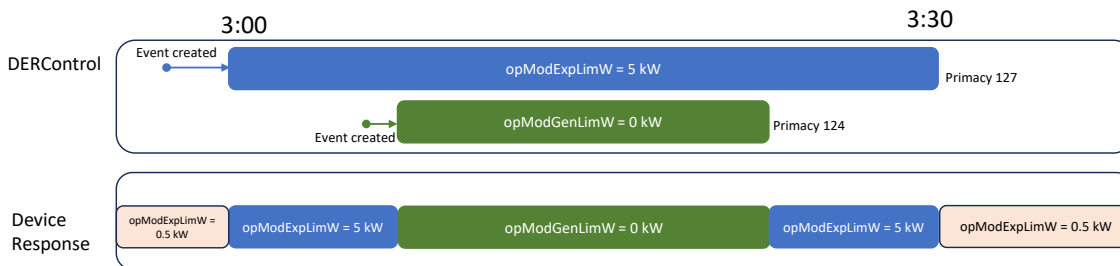 3:00
3:30
Event created
DERControl
opModExpLimW = 5 kW
Primacy 127
opModGenLimW = 0 kW
Primacy 124
Event created
Device
Response
opModExpLimW =
0.5 kW
opModExpLimW = 5 kW
opModGenLimW = 0 kW
opModExpLimW = 5 kW
opModExpLimW = 0.5 kW